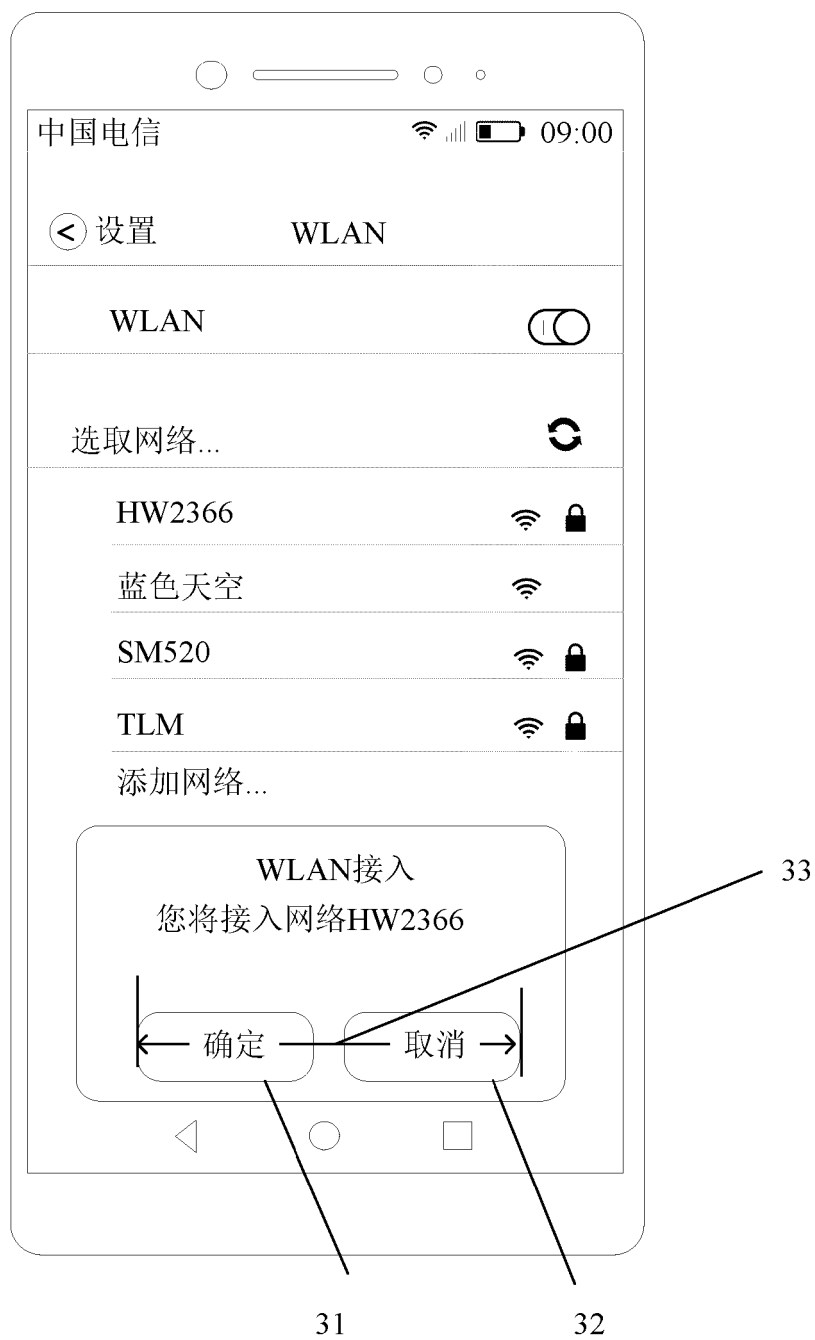 中国电信 09:00
< 设置 WLAN
WLAN
选取网络...
HW2366
蓝色天空
SM520
TLM
添加网络...
WLAN接入
您将接入网络HW2366
33
确定 取消
31 32